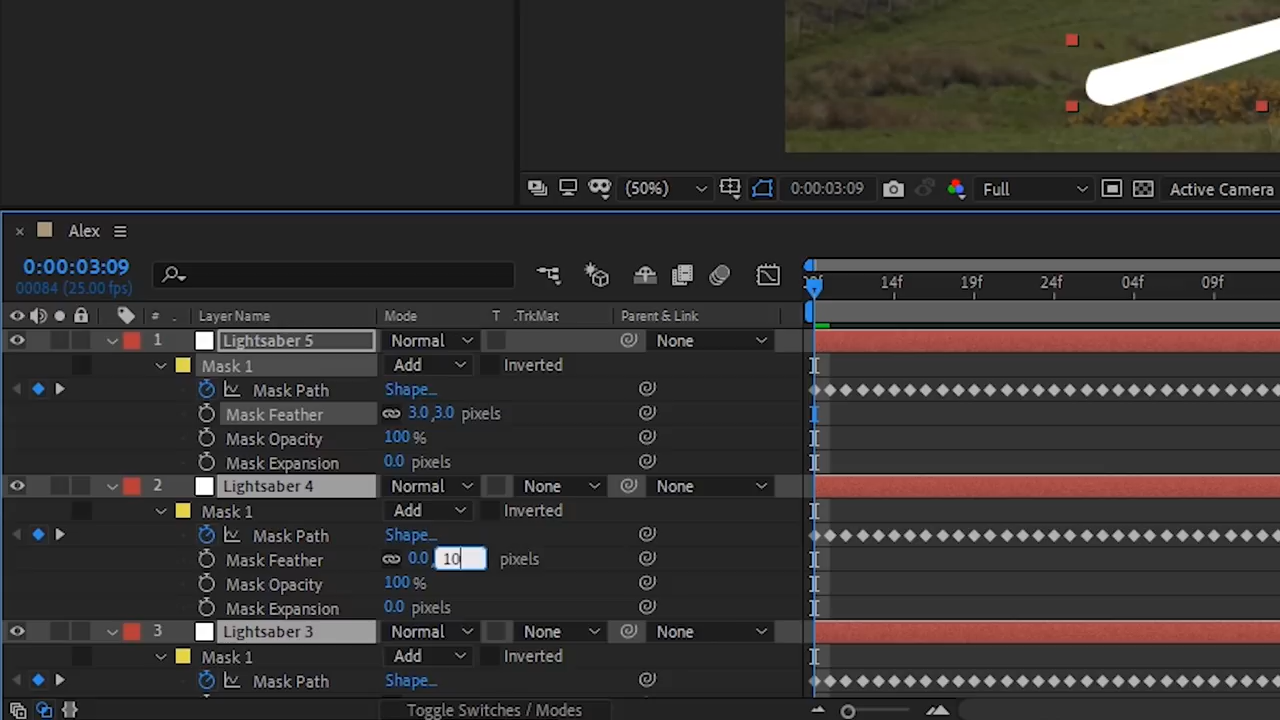 (50%) 0:00:03:09 Full Active Camera
× Alex
0:00:03:09
00084 (25.00 fps)
14f 19f 24f 04f 09f
# . Layer Name Mode T .TrkMat Parent & Link
1 Lightsaber 5 Normal None
Mask 1 Add Inverted
Mask Path Shape...
Mask Feather 3.0,3.0 pixels
Mask Opacity 100 %
Mask Expansion 0.0 pixels
2 Lightsaber 4 Normal None None
Mask 1 Add Inverted
Mask Path Shape...
Mask Feather 0.0, 10 pixels
Mask Opacity 100 %
Mask Expansion 0.0 pixels
3 Lightsaber 3 Normal None None
Mask 1 Add Inverted
Mask Path Shape...
Toggle Switches / Modes